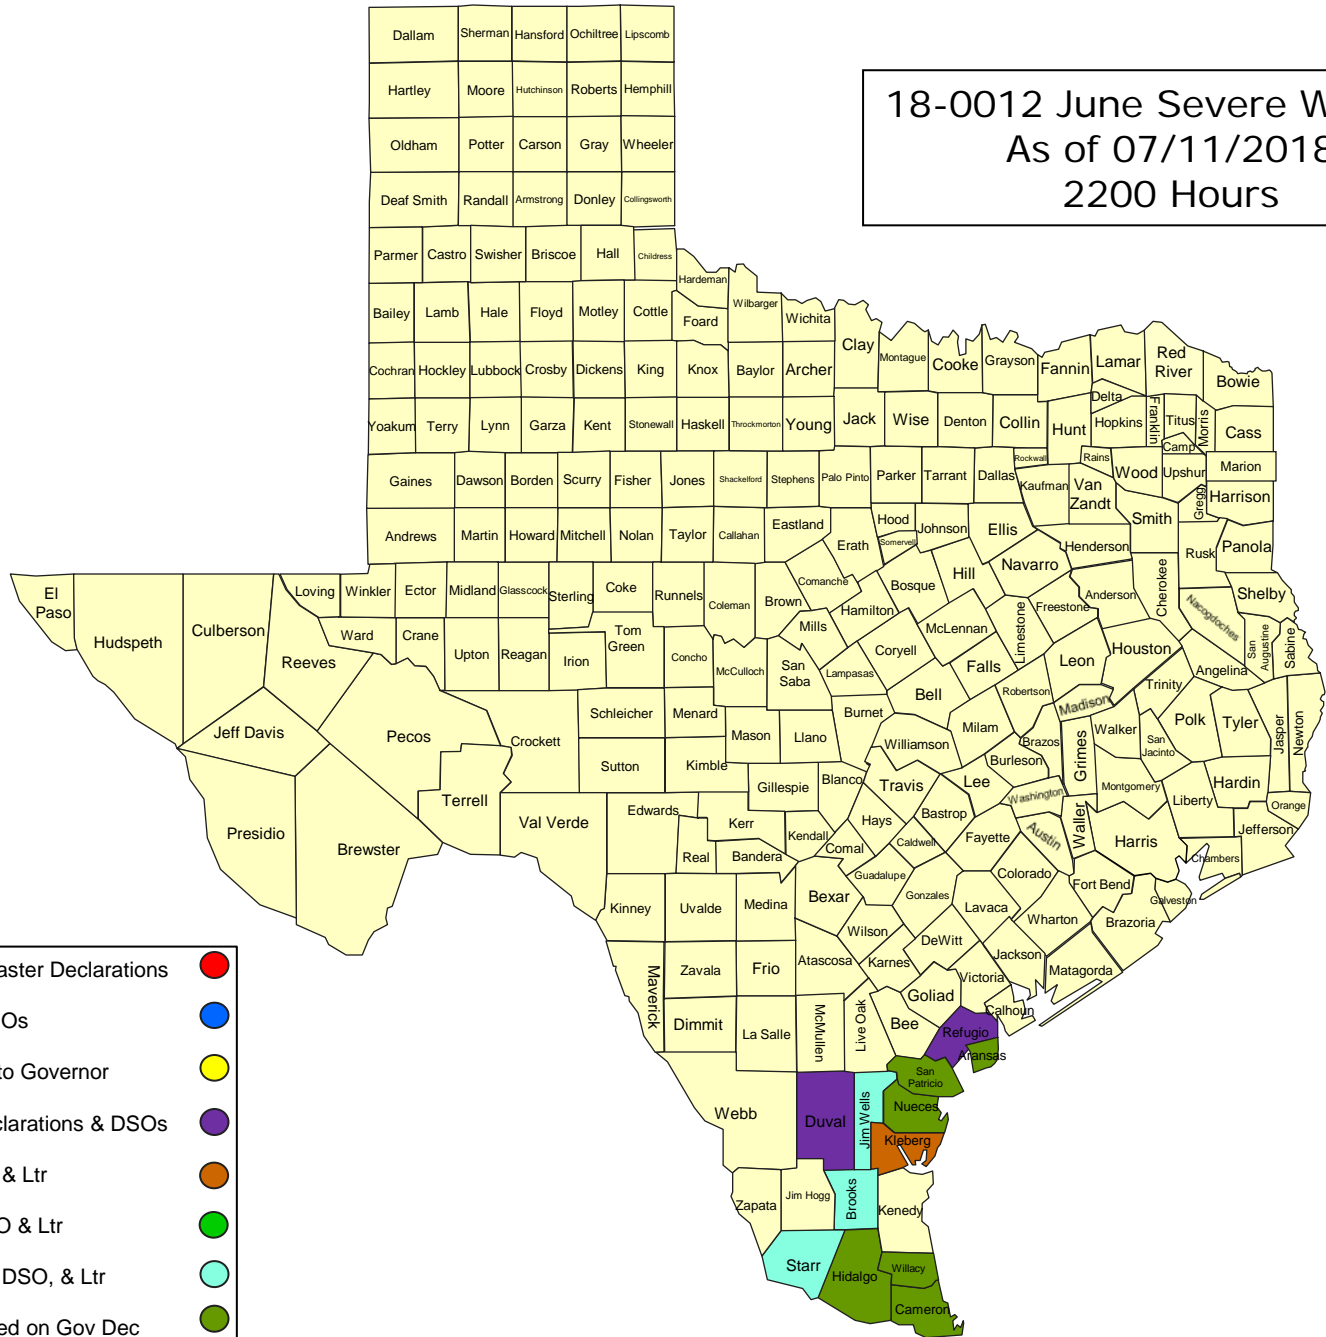 Dallam Sherman Hansford Ochiltree Lipscomb
Hartley Moore Hutchinson Roberts Hemphill
18-0012 June Severe W
As of 07/11/2018
2200 Hours
Oldham Potter Carson Gray Wheeler
Deaf Smith Randall Armstrong Donley Collingsworth
Parmer Castro Swisher Briscoe Hall Childress
Hardeman
Bailey Lamb Hale Floyd Motley Cottle Foard Wilbarger Wichita
Clay Montague Cooke Grayson Fannin Lamar Red
River
Bowie
Cochran Hockley Lubbock Crosby Dickens King Knox Baylor Archer
Delta
Yoakum Terry Lynn Garza Kent Stonewall Haskell Throckmorton Young Jack Wise Denton Collin Hunt Hopkins Franklin Titus Morris Cass
Camp
Gaines Dawson Borden Scurry Fisher Jones Shackelford Stephens Palo Pinto Parker Tarrant Dallas Rockwall Kaufman Rains Van
Zandt
Wood Upshur Marion
Gregg Harrison
Andrews Martin Howard Mitchell Nolan Taylor Callahan Eastland Erath Hood Somervell Johnson Ellis Henderson Smith Rusk Panola
El
Paso
Hudspeth Culberson Reeves Loving Winkler Ector Midland Glasscock Sterling Coke Runnels Coleman Brown Comanche Hamilton Bosque Hill Navarro Freestone Anderson Cherokee Nacogdoches Shelby
Ward Crane Upton Reagan Irion Tom
Green
Concho McCulloch San
Saba
Mills Lampasas Coryell McLennan Limestone Falls Leon Houston Angelina San
Augustine
Sabine
Jeff Davis Pecos Crockett Schleicher Menard Mason Llano Burnet Bell Milam Robertson Madison Trinity Polk Tyler Jasper Newton
Sutton Kimble Gillespie Blanco Williamson Travis Lee Burleson Brazos Grimes Walker San
Jacinto
Hardin
Presidio Brewster Terrell Val Verde Edwards Kerr Kendall Hays Bastrop Washington Montgomery Liberty Orange
Real Bandera Comal Caldwell Fayette Austin Waller Harris Jefferson
Chambers
Kinney Uvalde Medina Bexar Guadalupe Gonzales Lavaca Colorado Fort Bend Galveston
Wharton Brazoria
Maverick Zavala Frio Atascosa Wilson Karnes DeWitt Jackson Matagorda
Victoria
Dimmit La Salle McMullen Live Oak Bee Goliad Calhoun
Refugio
Aransas
San
Patricio
Webb Duval Jim Wells Nueces
Kleberg
Zapata Jim Hogg Brooks Kenedy
Starr Hidalgo Willacy
Cameron
aster Declarations
Os
to Governor
clarations & DSOs
& Ltr
O & Ltr
DSO, & Ltr
ed on Gov Dec